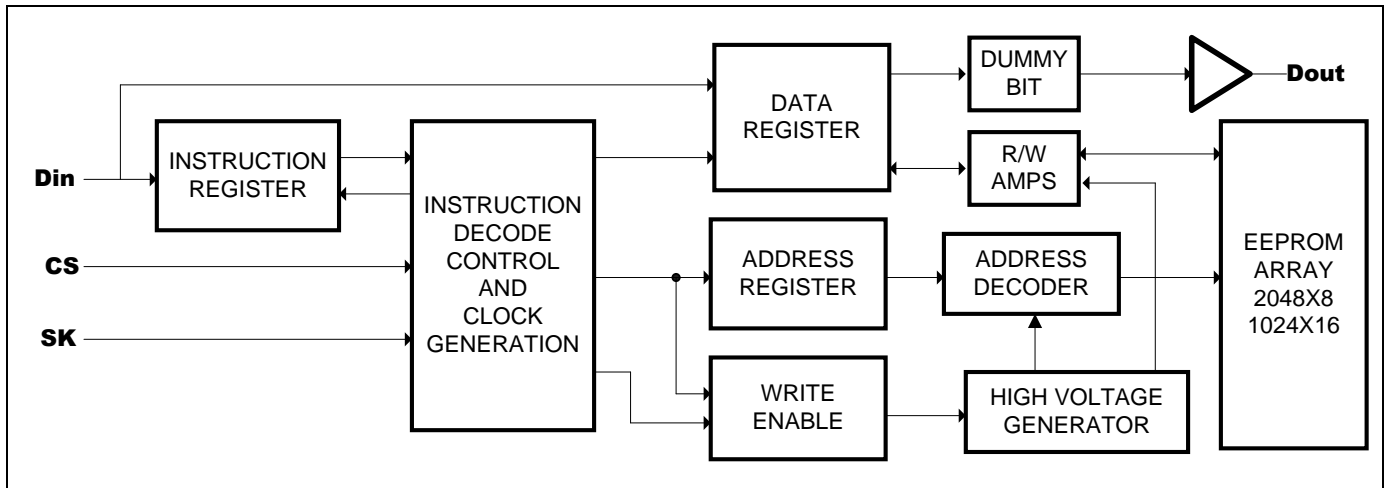 DUMMY
BIT
Dout
DATA
REGISTER
INSTRUCTION
REGISTER
R/W
AMPS
Din
INSTRUCTION
DECODE
CONTROL
AND
CLOCK
GENERATION
CS
ADDRESS
REGISTER
ADDRESS
DECODER
EEPROM
ARRAY
2048X8
1024X16
SK
WRITE
ENABLE
HIGH VOLTAGE
GENERATOR